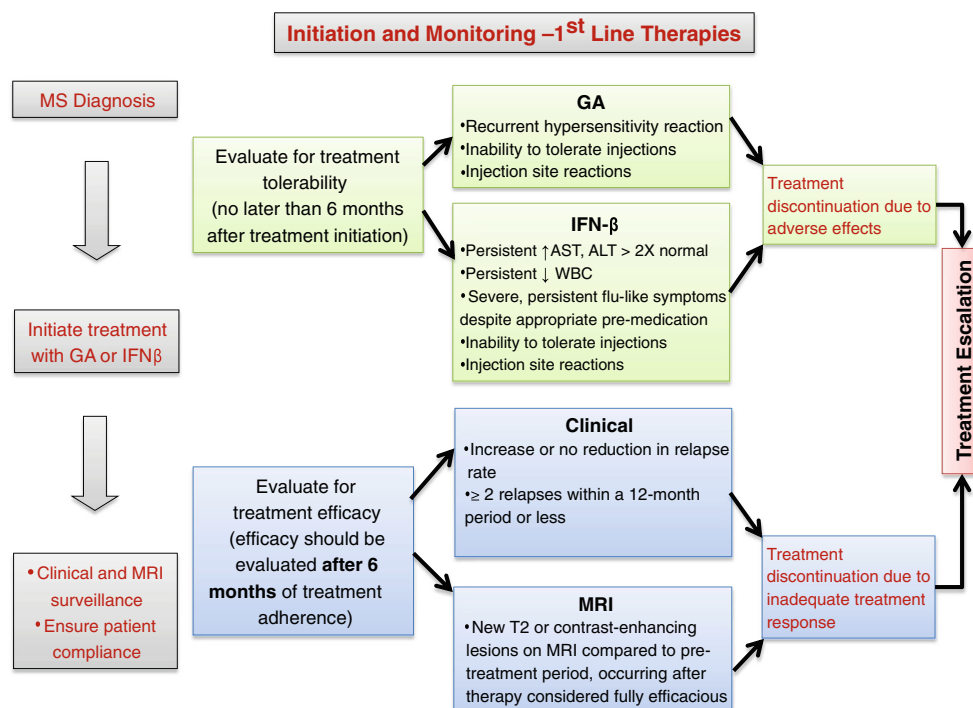 Initiation and Monitoring –1st Line Therapies
MS Diagnosis
Initiate treatment
with GA or IFNβ
• Clinical and MRI
surveillance
• Ensure patient
compliance
Evaluate for treatment
tolerability
(no later than 6 months
after treatment initiation)
GA
•Recurrent hypersensitivity reaction
•Inability to tolerate injections
•Injection site reactions
IFN-β
•Persistent ↑AST, ALT > 2X normal
•Persistent ↓ WBC
•Severe, persistent flu-like symptoms
despite appropriate pre-medication
•Inability to tolerate injections
•Injection site reactions
Treatment
discontinuation due to
adverse effects
Evaluate for
treatment efficacy
(efficacy should be
evaluated after 6
months of treatment
adherence)
Clinical
•Increase or no reduction in relapse
rate
•≥ 2 relapses within a 12-month
period or less
MRI
•New T2 or contrast-enhancing
lesions on MRI compared to pre-
treatment period, occurring after
therapy considered fully efficacious
Treatment
discontinuation due to
inadequate treatment
response
Treatment Escalation